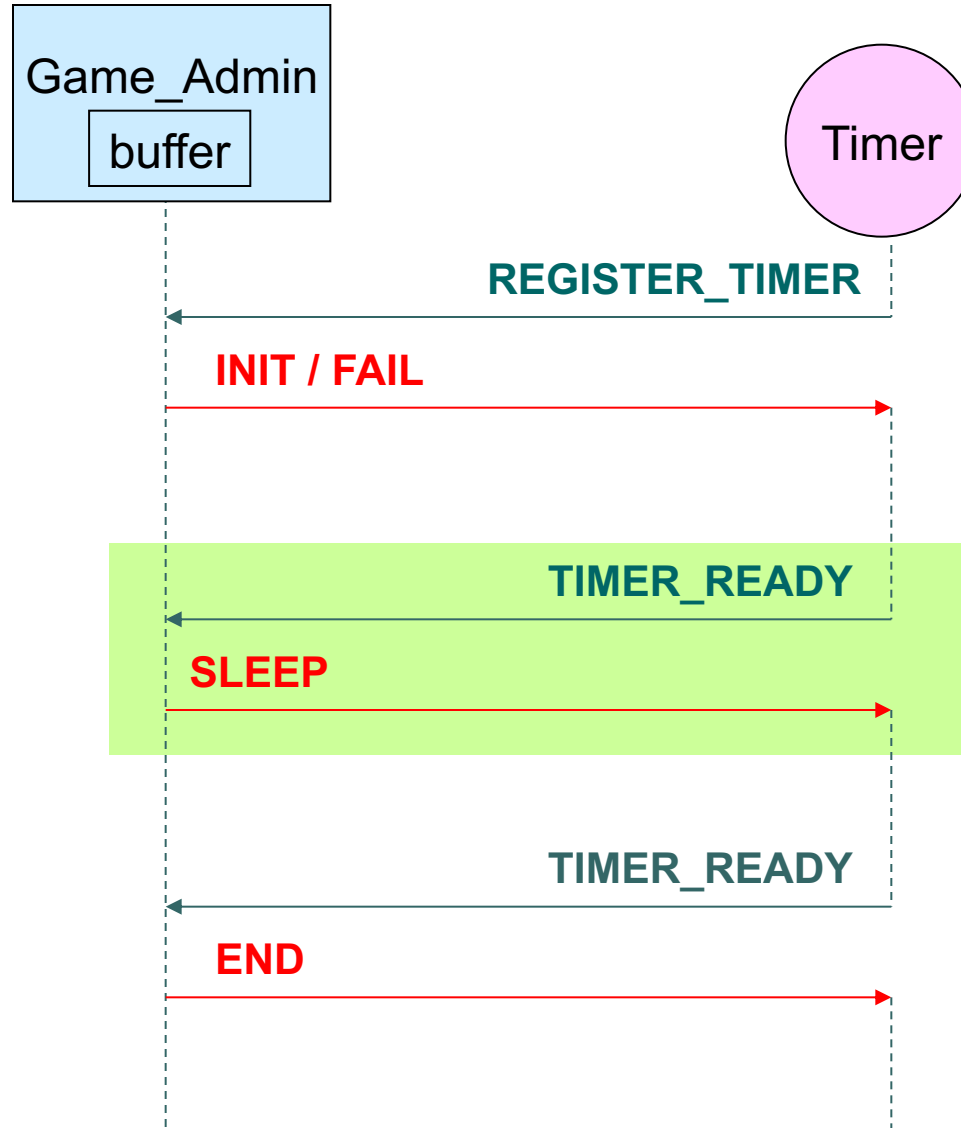 Game_Admin
buffer
Timer
REGISTER_TIMER
INIT / FAIL
TIMER_READY
SLEEP
TIMER_READY
END